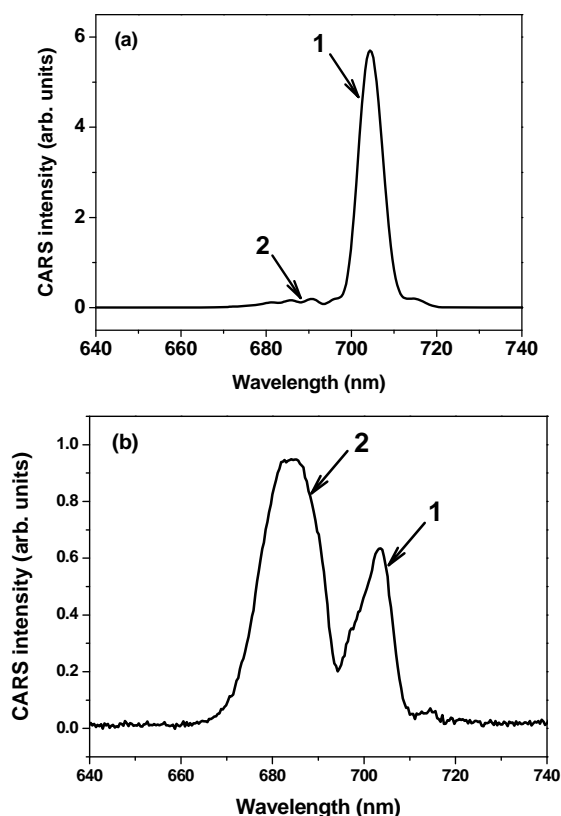 (a)
1
2
6
4
2
0
CARS intensity (arb. units)
640 660 680 700 720 740
Wavelength (nm)
(b)
2
1
1.0
0.8
0.6
0.4
0.2
0.0
CARS intensity (arb. units)
640 660 680 700 720 740
Wavelength (nm)